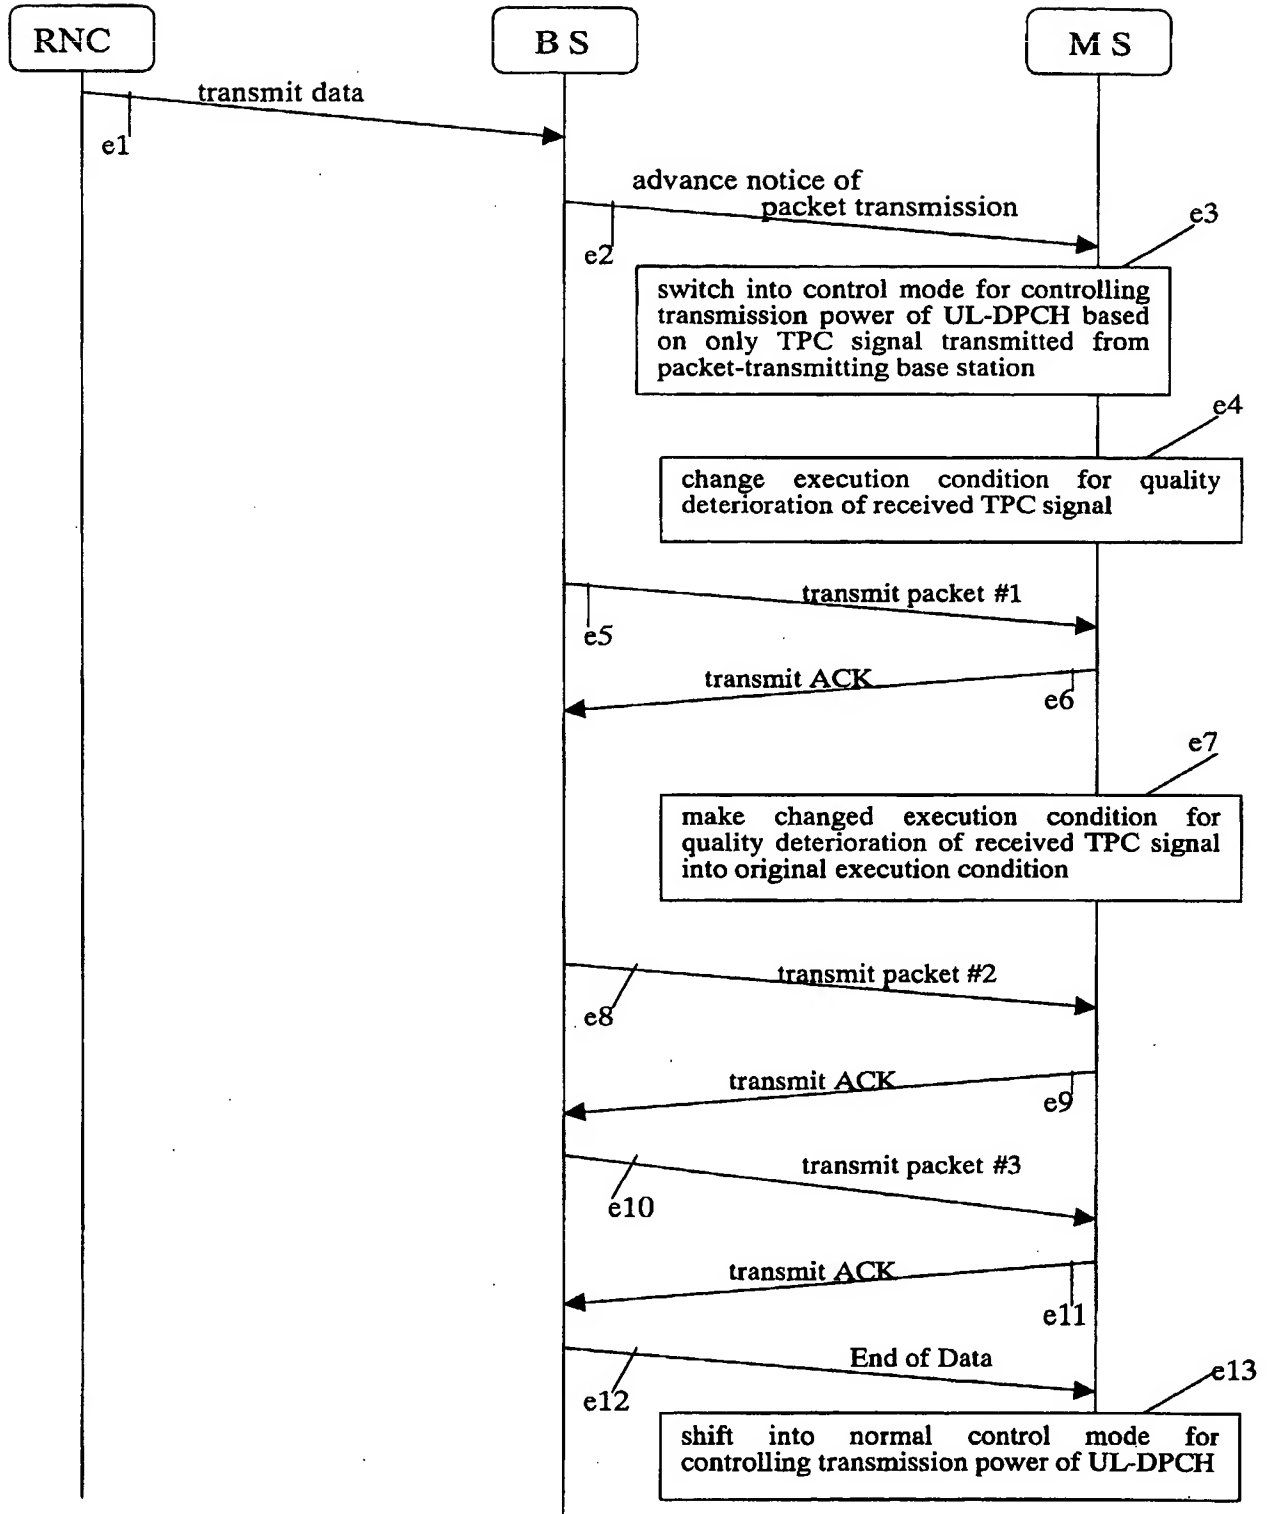 RNC
B S
M S
transmit data
e1
advance notice of
packet transmission
e2
e3
switch into control mode for controlling
transmission power of UL-DPCH based
on only TPC signal transmitted from
packet-transmitting base station
e4
change execution condition for quality
deterioration of received TPC signal
transmit packet #1
e5
transmit ACK
e6
e7
make changed execution condition for
quality deterioration of received TPC signal
into original execution condition
transmit packet #2
e8
transmit ACK
e9
transmit packet #3
e10
transmit ACK
e11
End of Data
e12
e13
shift into normal control mode for
controlling transmission power of UL-DPCH